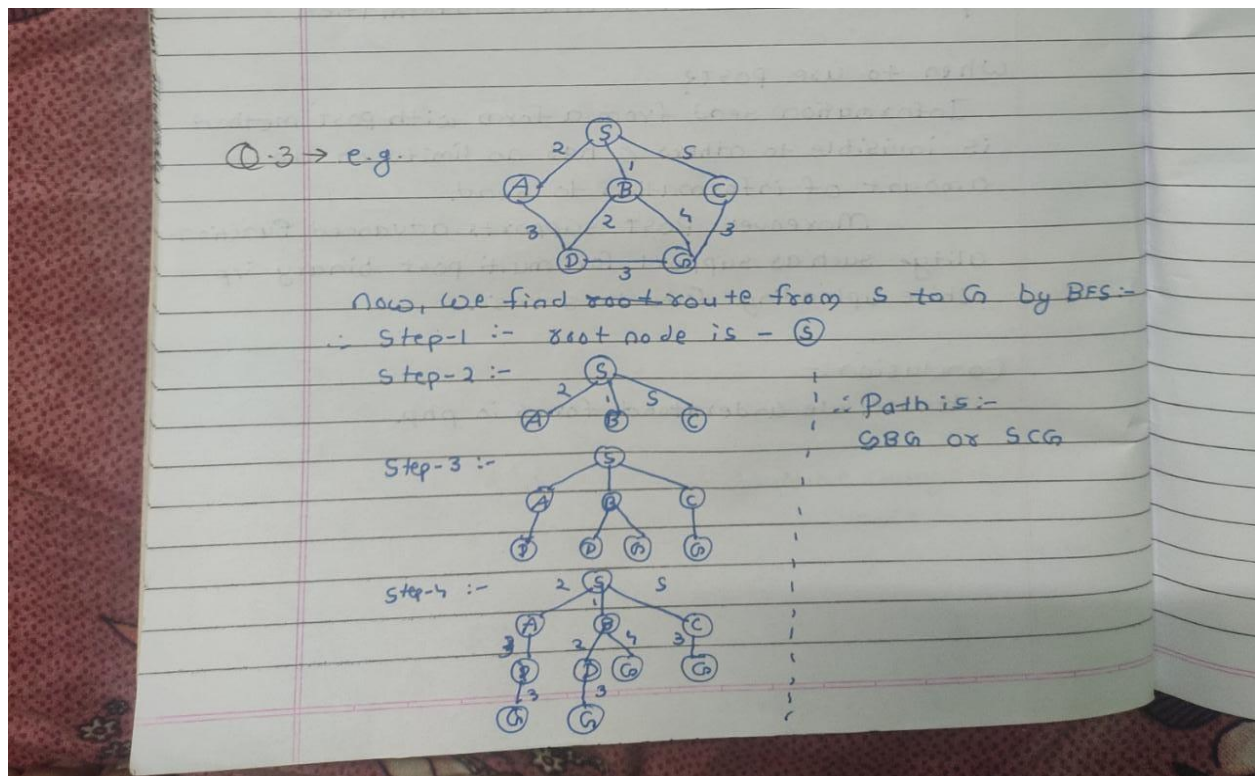 Q.3 → e.g.
S
2 1 5
A B C
3 2 4 3
D G
3
now, we find root route from S to G by BFS:-
∴ Step-1 :- root node is - S
Step-2 :- S
2 1 5
A B C
∴ Path is:-
SBG or SCG
Step-3 :- S
A B C
D D G G
Step-4 :- 2 S 5
1
A B C
3 2 4 3
D D G G
3 3
G G